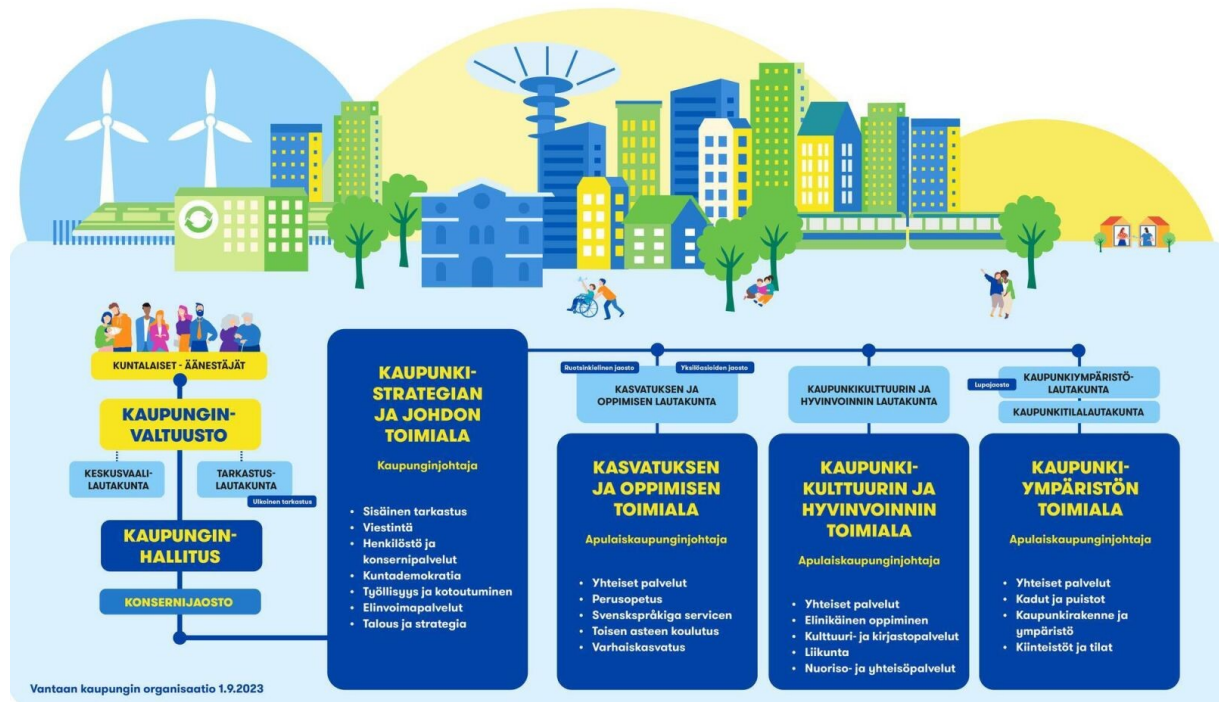 KUNTALAISET - ÄÄNESTÄJÄT
KAUPUNGIN-
VALTUUSTO
KESKUSVAALI-
LAUTAKUNTA
TARKASTUS-
LAUTAKUNTA
Ulkoinen tarkastus
KAUPUNGIN-
HALLITUS
KONSERNIJAOSTO
KAUPUNKI-
STRATEGIAN
JA JOHDON
TOIMIALA
Kaupunginjohtaja
• Sisäinen tarkastus
• Viestintä
• Henkilöstö ja
konsernipalvelut
• Kuntademokratia
• Työllisyys ja kotoutuminen
• Elinvoimapalvelut
• Talous ja strategia
Ruotsinkielinen jaosto
Yksilöasioiden jaosto
KASVATUKSEN JA
OPPIMISEN LAUTAKUNTA
KASVATUKSEN
JA OPPIMISEN
TOIMIALA
Apulaiskaupunginjohtaja
• Yhteiset palvelut
• Perusopetus
• Svenskspråkiga servicen
• Toisen asteen koulutus
• Varhaiskasvatus
KAUPUNKIKULTTUURIN JA
HYVINVOINNIN LAUTAKUNTA
KAUPUNKI-
KULTTUURIN JA
HYVINVOINNIN
TOIMIALA
Apulaiskaupunginjohtaja
• Yhteiset palvelut
• Elinikäinen oppiminen
• Kulttuuri- ja kirjastopalvelut
• Liikunta
• Nuoriso- ja yhteisöpalvelut
Lupajaosto
KAUPUNKIYMPÄRISTÖ-
LAUTAKUNTA
KAUPUNKITILALAUTAKUNTA
KAUPUNKI-
YMPÄRISTÖN
TOIMIALA
Apulaiskaupunginjohtaja
• Yhteiset palvelut
• Kadut ja puistot
• Kaupunkirakenne ja
ympäristö
• Kiinteistöt ja tilat
Vantaan kaupungin organisaatio 1.9.2023